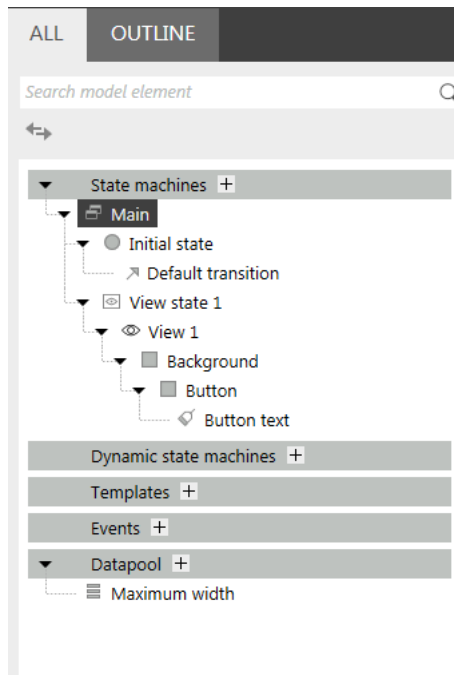 ALL OUTLINE
Search model element
State machines +
Main
Initial state
Default transition
View state 1
View 1
Background
Button
Button text
Dynamic state machines +
Templates +
Events +
Datapool +
Maximum width